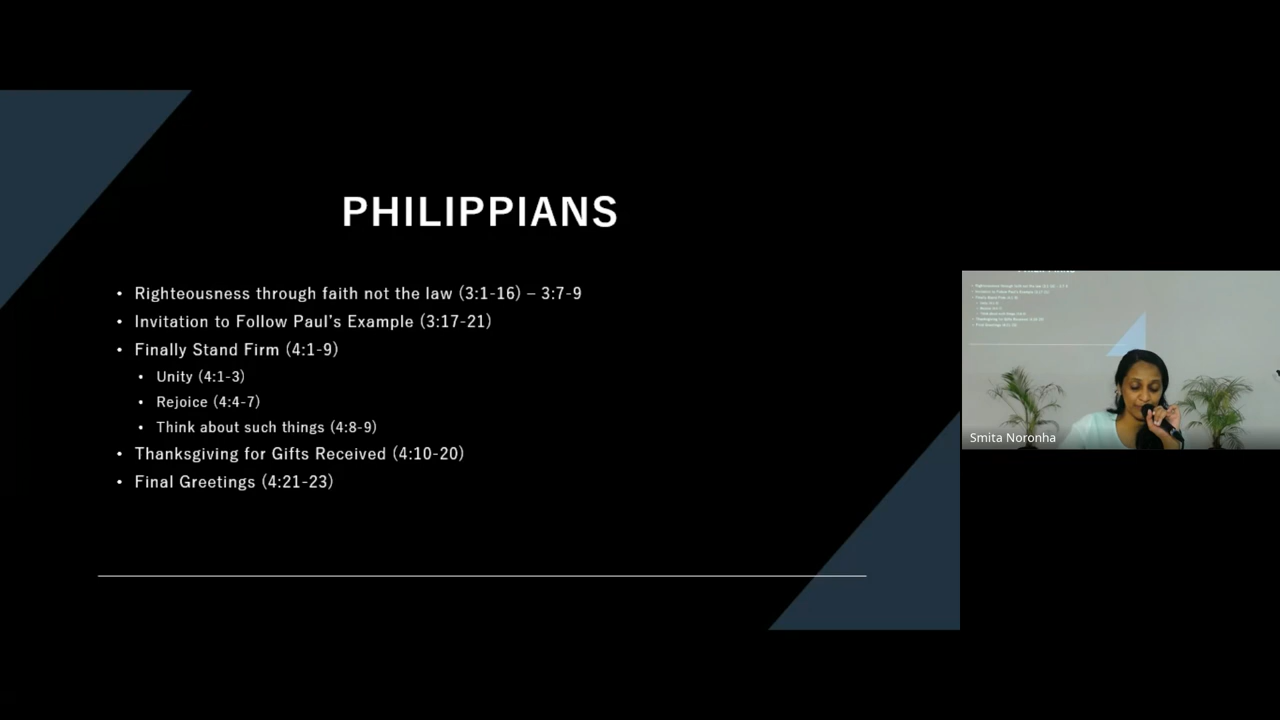 PHILIPPIANS
• Righteousness through faith not the law (3:1-16) – 3:7-9
• Invitation to Follow Paul's Example (3:17-21)
• Finally Stand Firm (4:1-9)
• Unity (4:1-3)
• Rejoice (4:4-7)
• Think about such things (4:8-9)
• Thanksgiving for Gifts Received (4:10-20)
• Final Greetings (4:21-23)
Smita Noronha